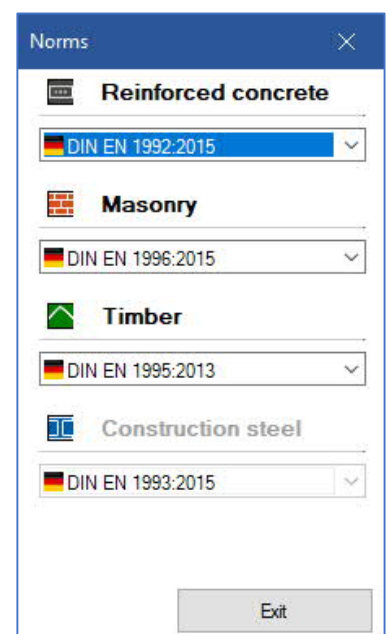 Norms
Reinforced concrete
DIN EN 1992:2015
Masonry
DIN EN 1996:2015
Timber
DIN EN 1995:2013
Construction steel
DIN EN 1993:2015
Exit